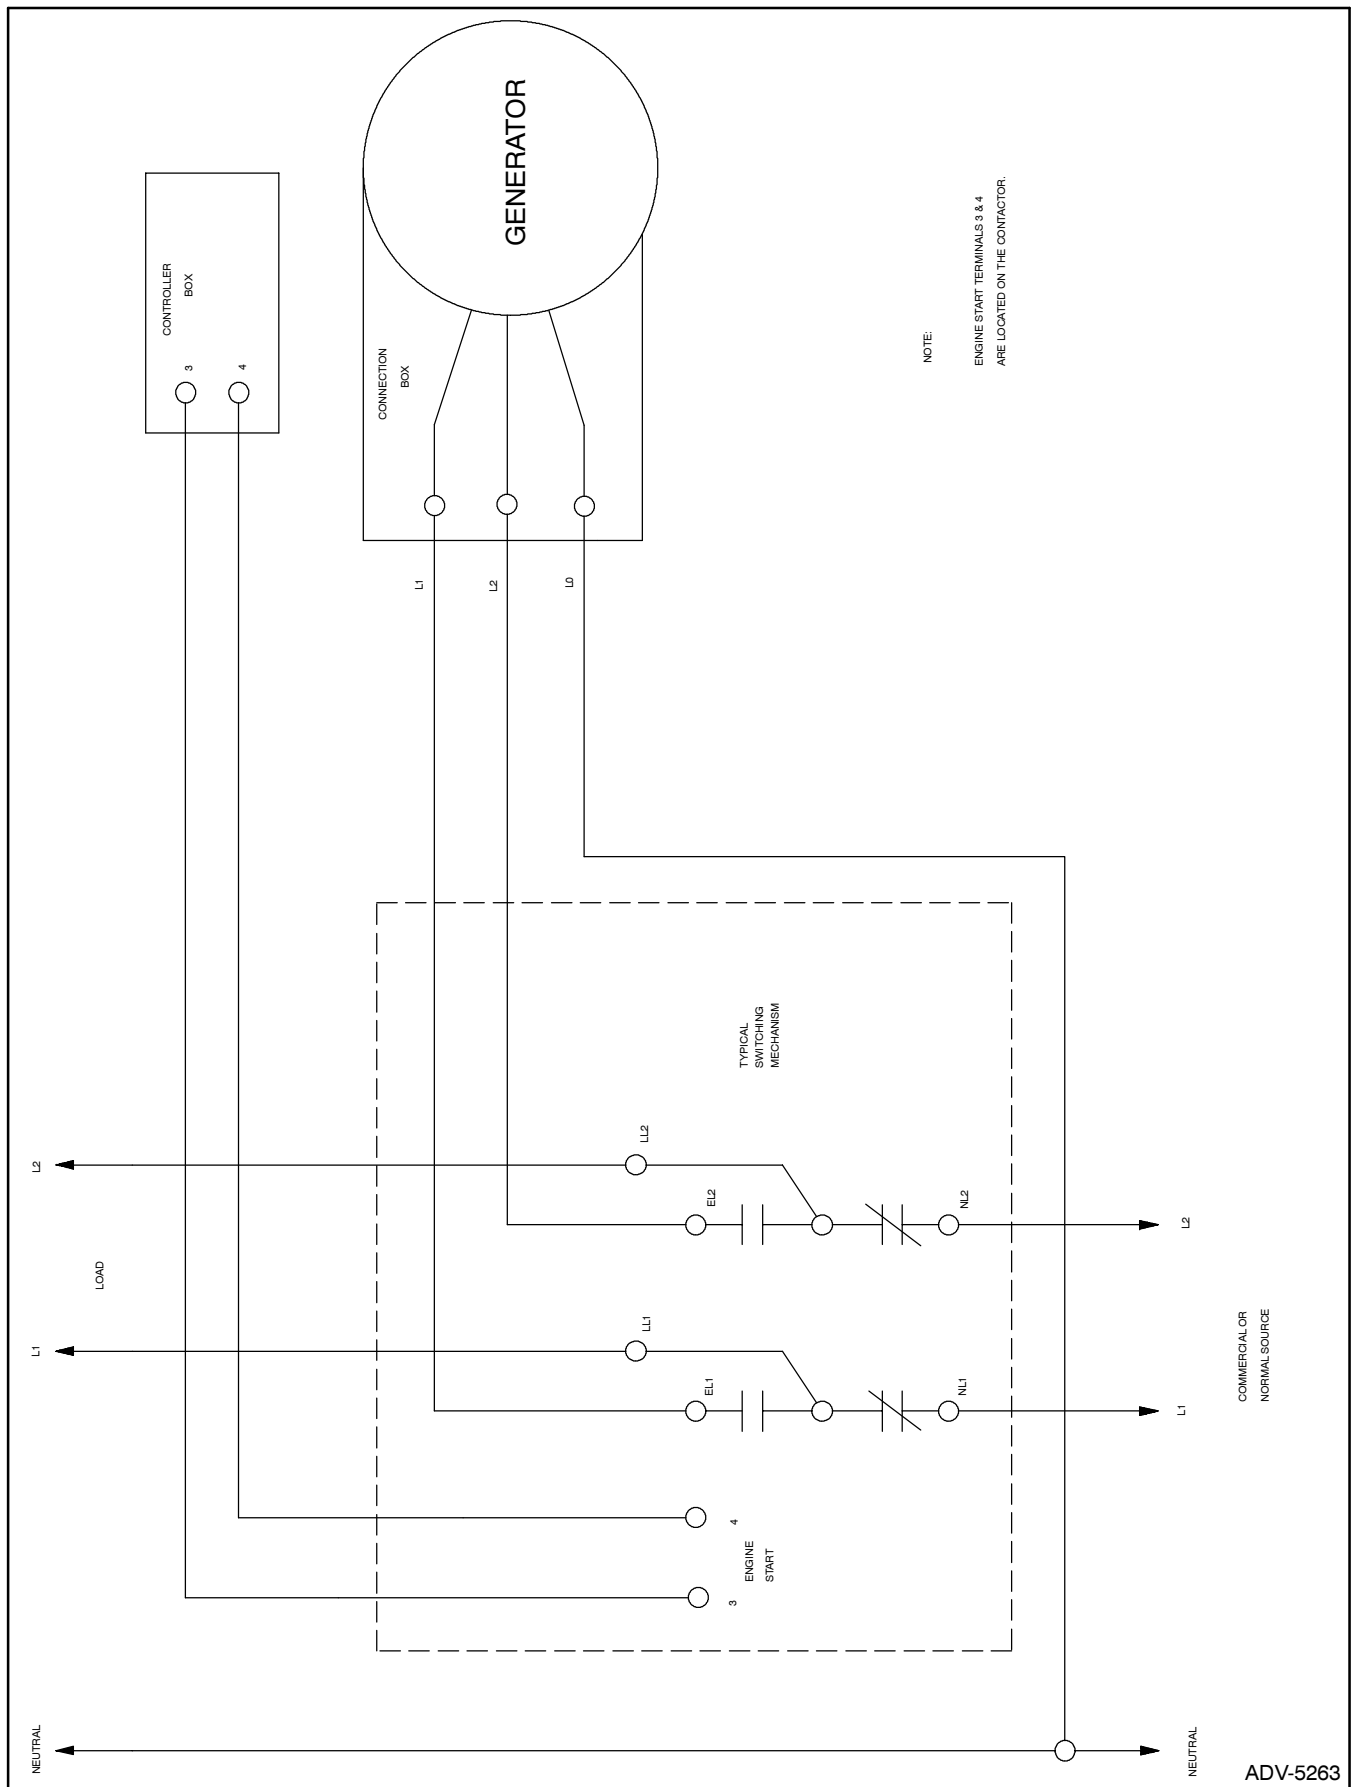 GENERATOR
CONTROLLER
BOX
3
4
CONNECTION
BOX
L1
L2
L0
NOTE:
ENGINE START TERMINALS 3 & 4
ARE LOCATED ON THE CONTACTOR.
TYPICAL
SWITCHING
MECHANISM
L2
LL2
EL2
NL2
L2
LOAD
L1
LL1
EL1
NL1
L1
COMMERCIAL OR
NORMAL SOURCE
4
ENGINE
START
3
NEUTRAL
NEUTRAL
ADV-5263